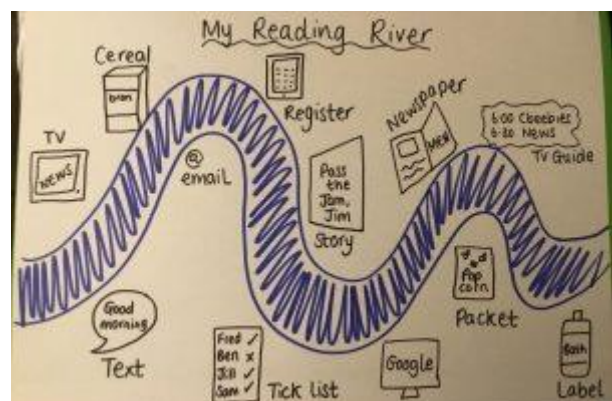 My Reading River
Cereal
bran
TV
NEWS
@
email
Register
Pass
the
Jam,
Jim
Story
Newspaper
MEN
6:00 Cbeebies
6:30 News
TV Guide
Good
morning
Text
Fred ✓
Ben x
Jill ✓
Sam ✓
Tick list
Google
Pop
corn
Packet
Bath
Label